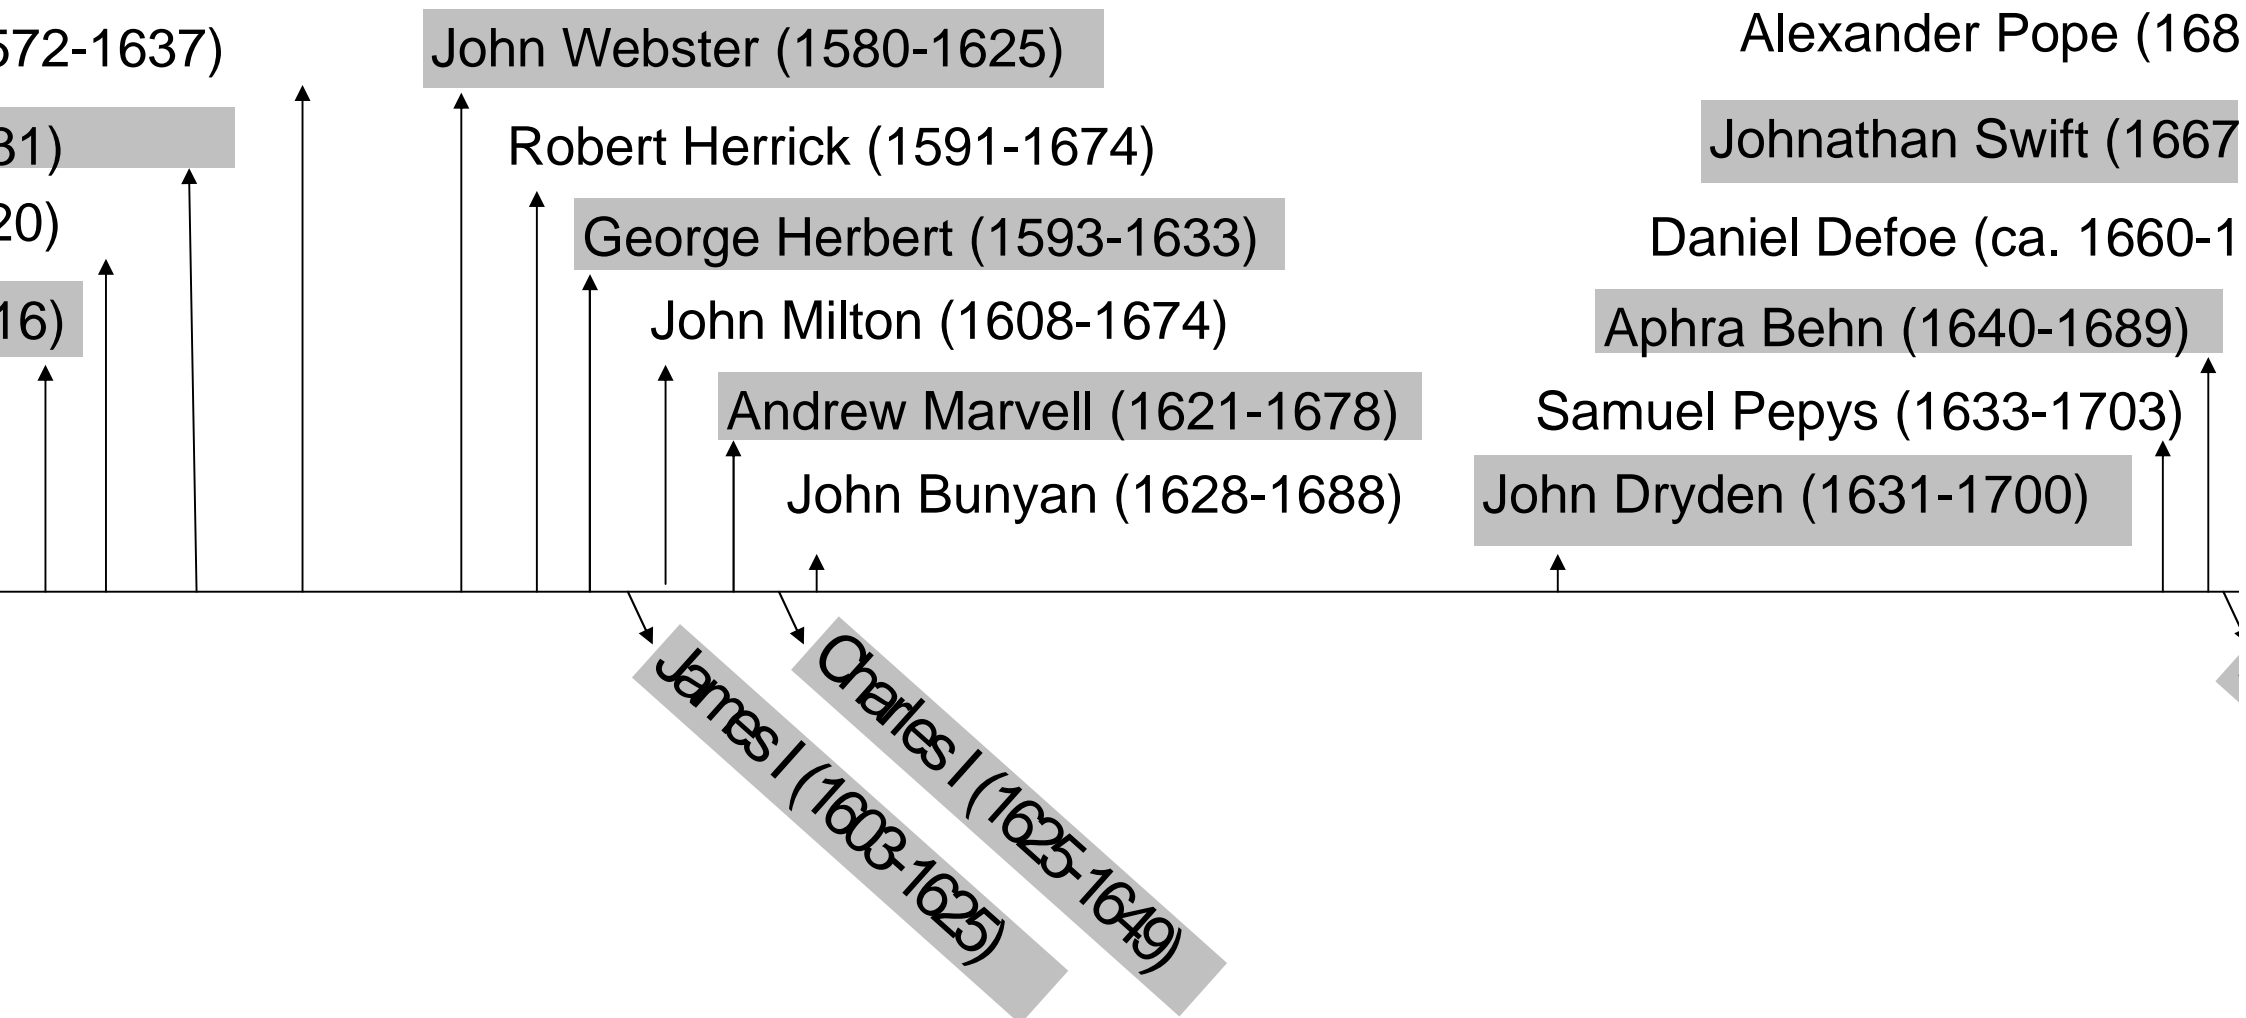 572-1637)
John Webster (1580-1625)
Alexander Pope (168
31)
Robert Herrick (1591-1674)
Johnathan Swift (1667
20)
George Herbert (1593-1633)
Daniel Defoe (ca. 1660-1
16)
John Milton (1608-1674)
Aphra Behn (1640-1689)
Andrew Marvell (1621-1678)
Samuel Pepys (1633-1703)
John Bunyan (1628-1688)
John Dryden (1631-1700)
James I (1603-1625)
Charles I (1625-1649)